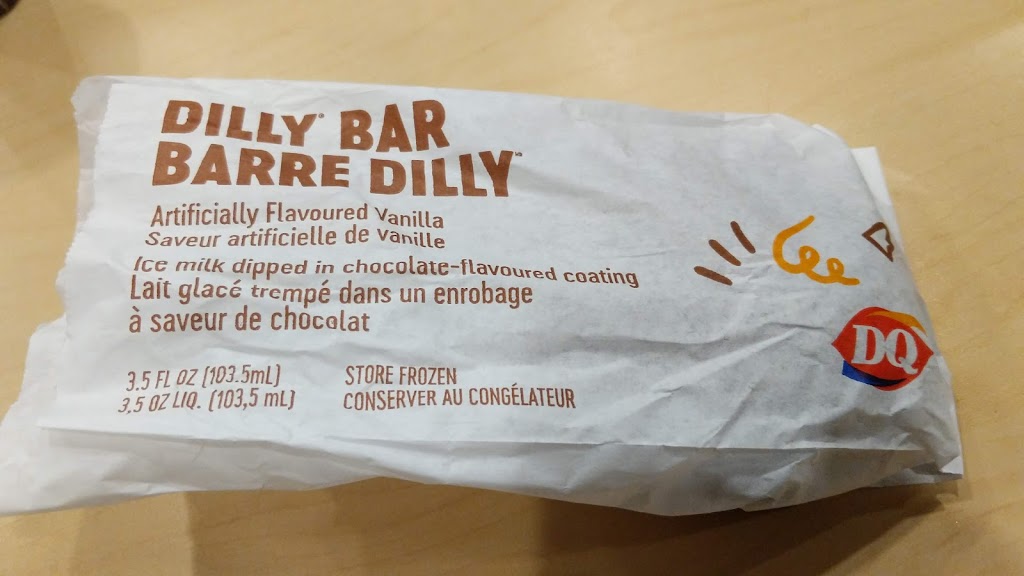 DILLY® BAR
BARRE DILLY™
Artificially Flavoured Vanilla
Saveur artificielle de vanille
Ice milk dipped in chocolate-flavoured coating
Lait glacé trempé dans un enrobage
à saveur de chocolat
3.5 FL OZ (103.5mL)
3,5 OZ LIQ. (103,5 mL)
STORE FROZEN
CONSERVER AU CONGÉLATEUR
DQ